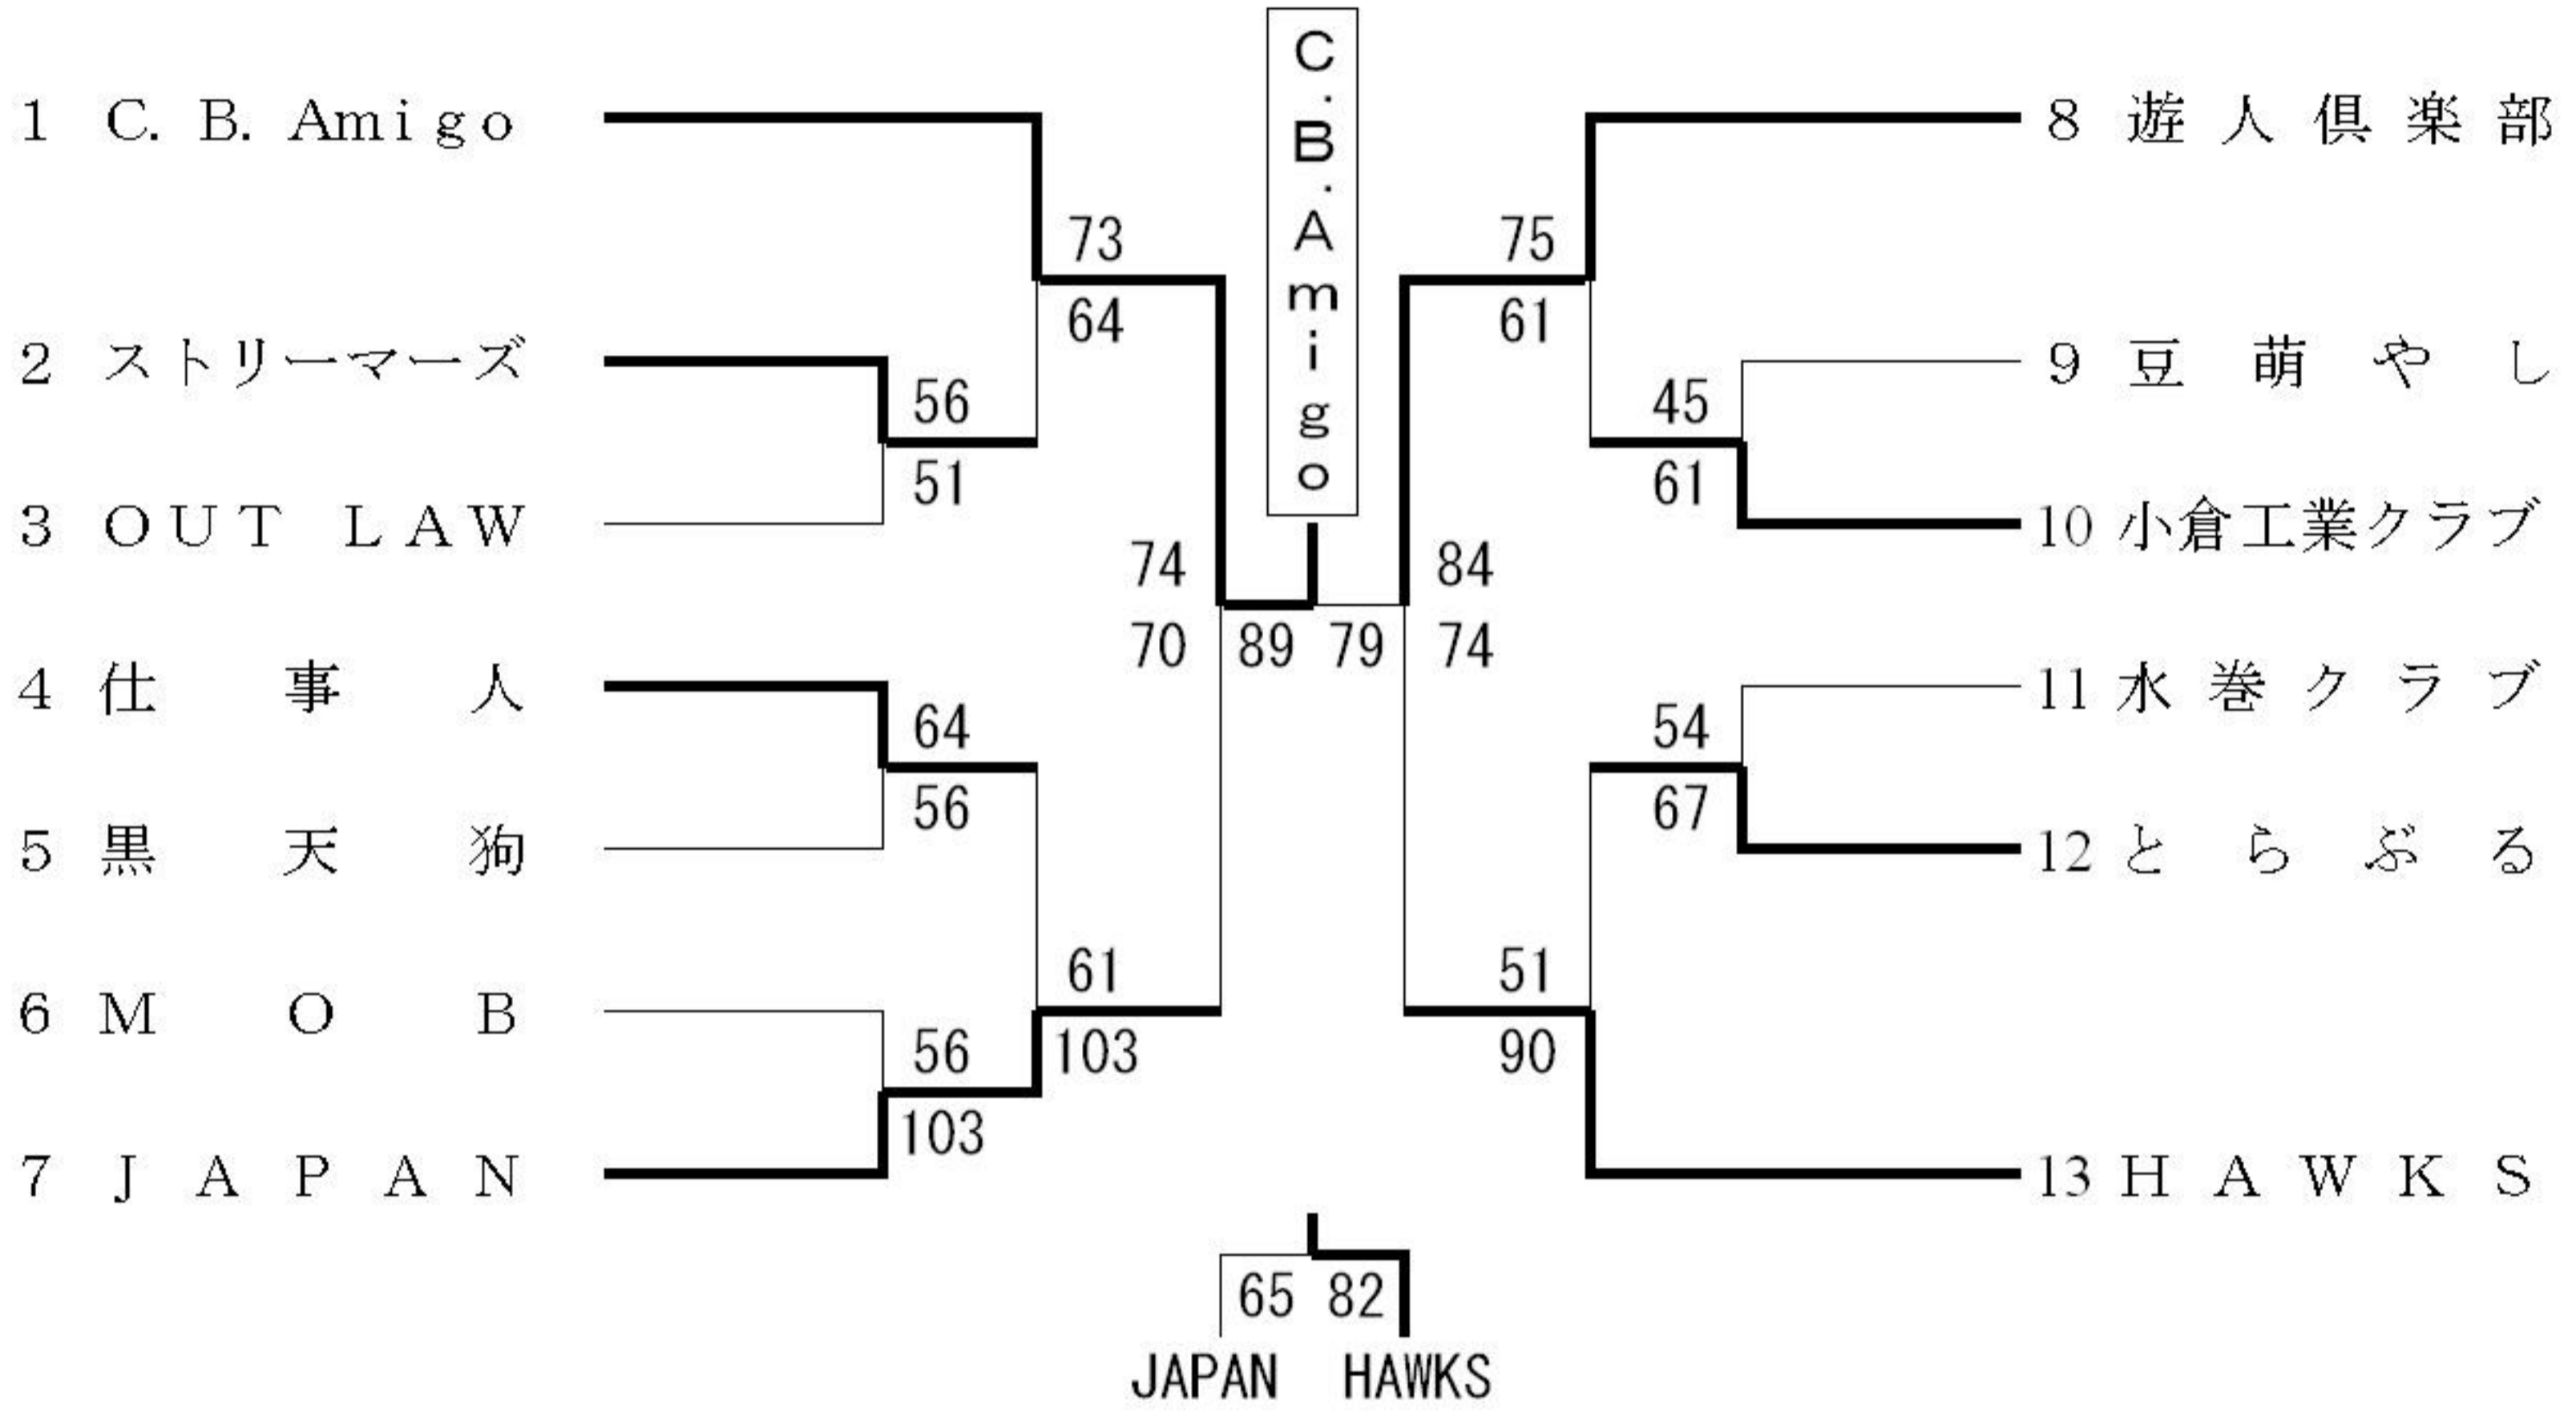 C.B.Amigo
1 C. B. Amigo
8 遊人倶楽部
73
75
64
61
2 ストリーマーズ
9 豆萌やし
56
45
51
61
3 OUT LAW
10 小倉工業クラブ
74
84
70
89
79
74
4 仕事人
11 水巻クラブ
64
54
56
67
5 黒天狗
12 とらぶる
61
51
6 MOB
56
103
90
103
7 JAPAN
13 HAWKS
65
82
JAPAN
HAWKS